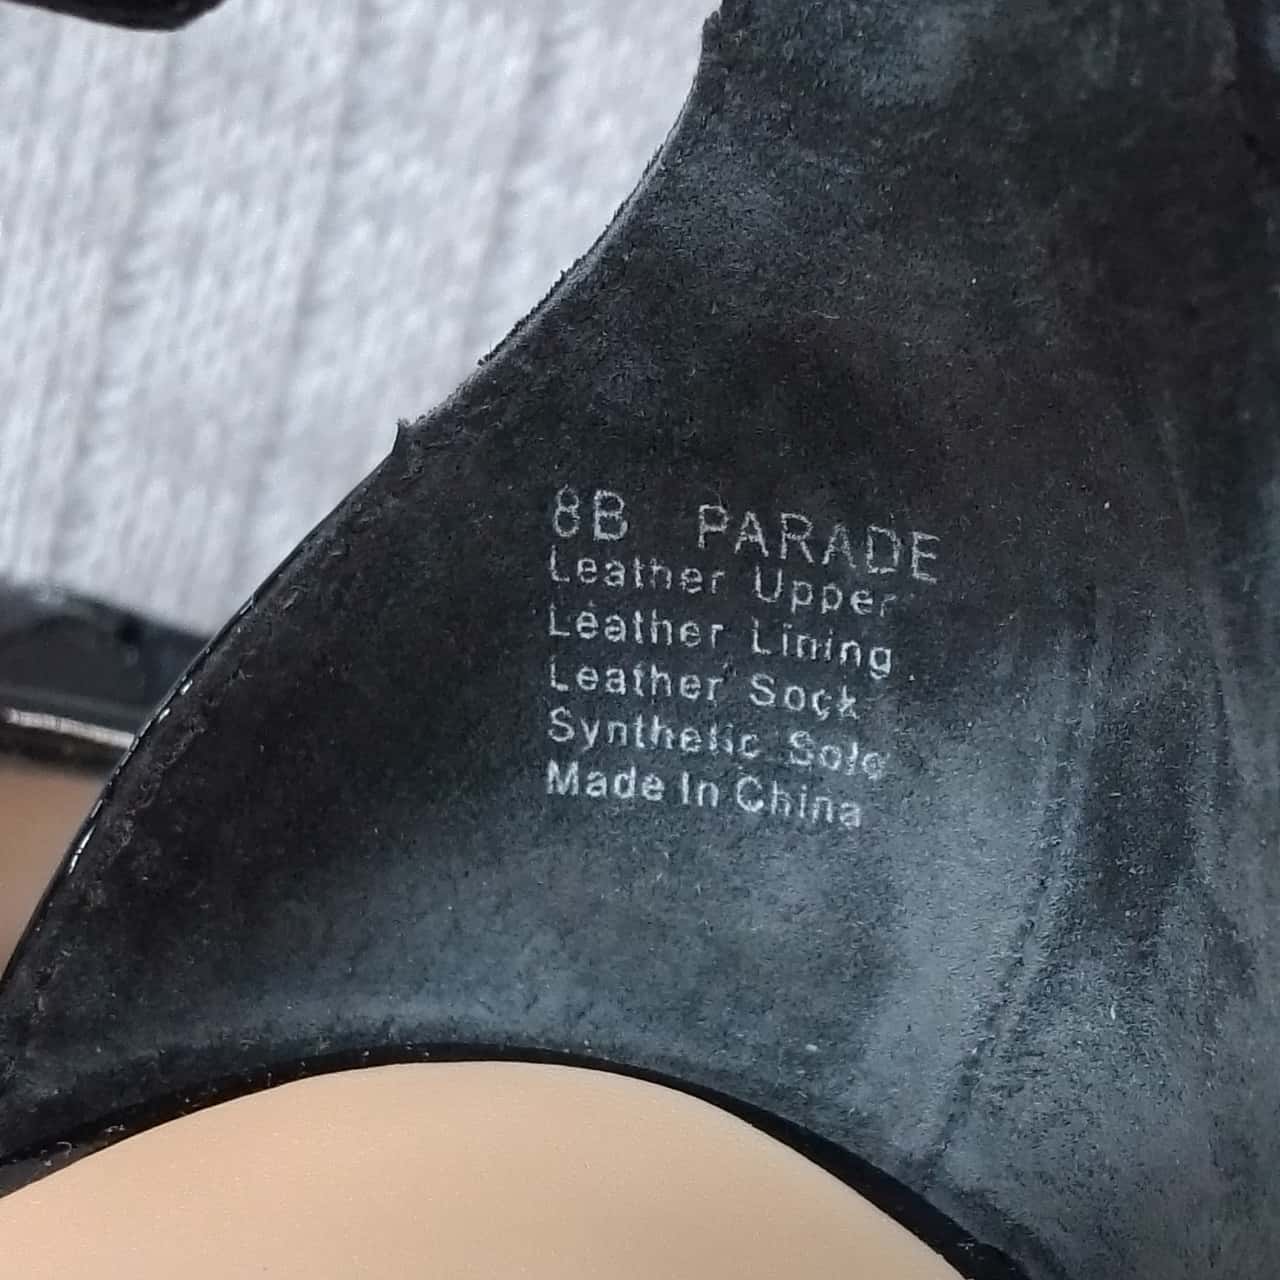 8B PARADE
Leather Upper
Leather Lining
Leather Sock
Synthetic Sole
Made In China